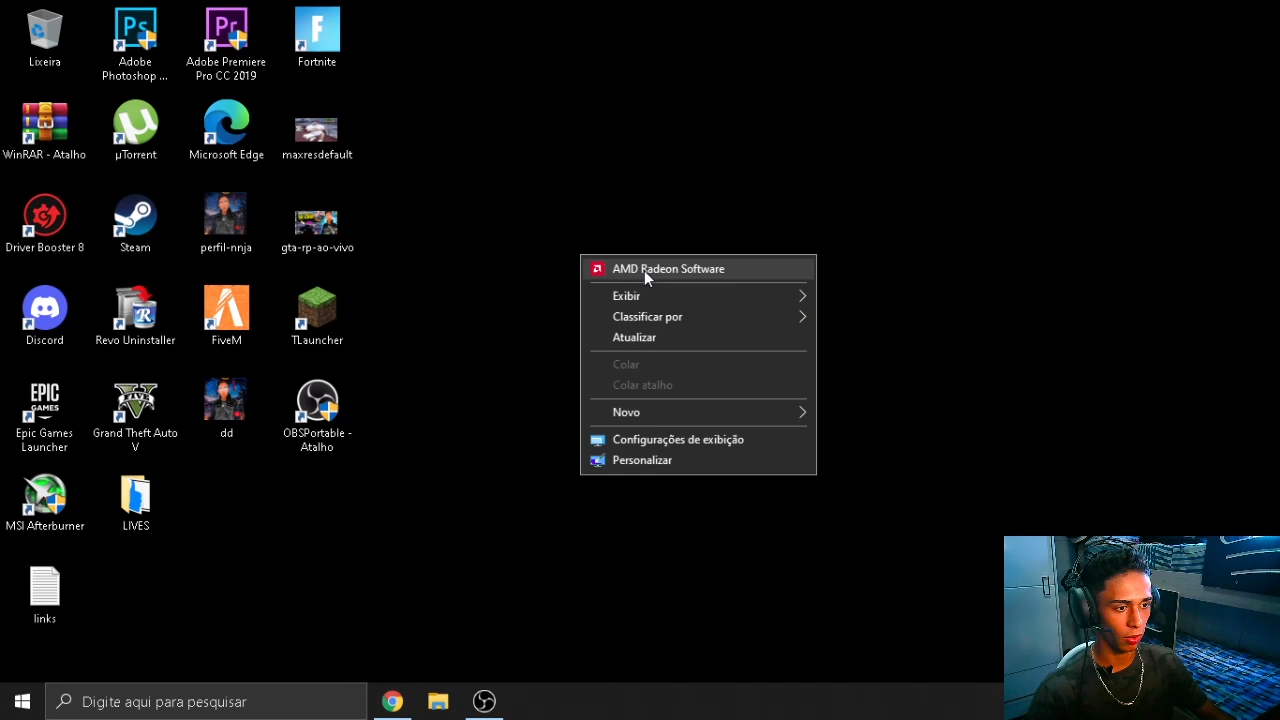 Lixeira
Adobe
Photoshop ...
Adobe Premiere
Pro CC 2019
Fortnite
WinRAR - Atalho
µTorrent
Microsoft Edge
maxresdefault
Driver Booster 8
Steam
perfil-nnja
gta-rp-ao-vivo
Discord
Revo Uninstaller
FiveM
TLauncher
Epic Games
Launcher
Grand Theft Auto
V
dd
OBSPortable -
Atalho
MSI Afterburner
LIVES
links
Ps
Pr
F
µ
EPIC
GAMES
V
AMD Radeon Software
Exibir
Classificar por
Atualizar
Colar
Colar atalho
Novo
Configurações de exibição
Personalizar
Digite aqui para pesquisar